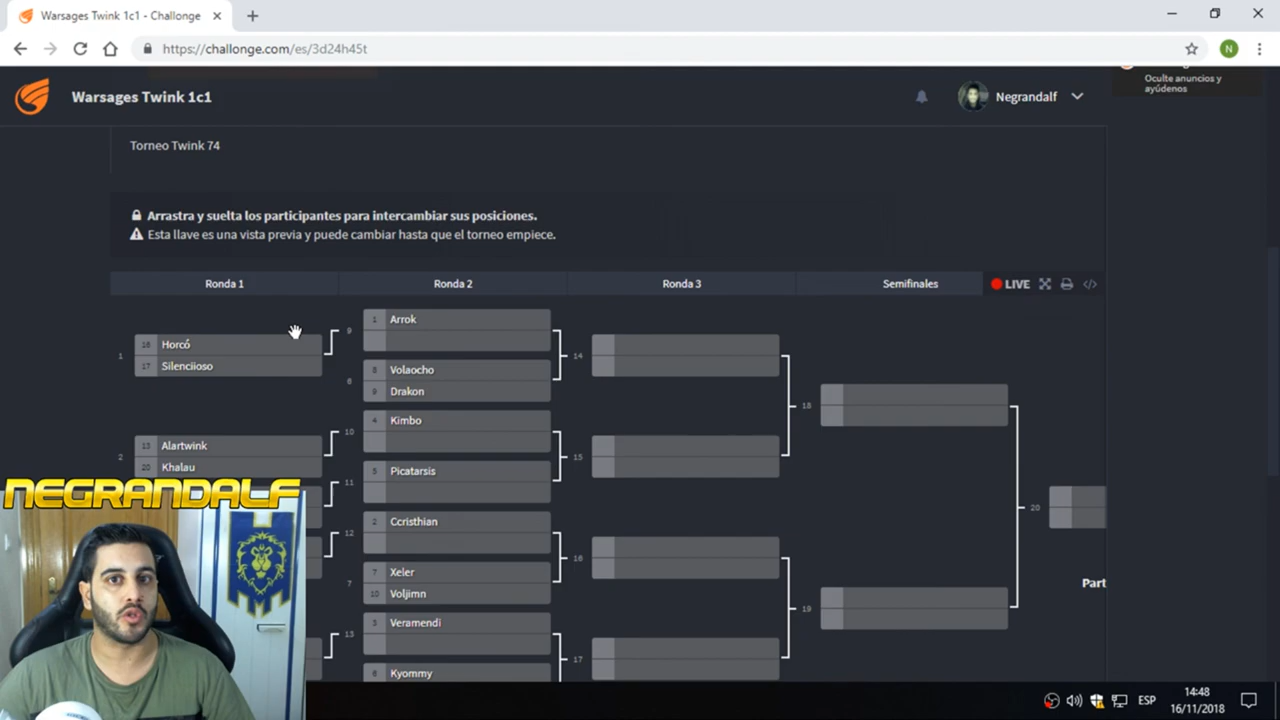 Warsages Twink 1c1 - Challonge
https://challonge.com/es/3d24h45t
N
Warsages Twink 1c1
Negrandalf
Oculte anuncios y
ayúdenos
Torneo Twink 74
Arrastra y suelta los participantes para intercambiar sus posiciones.
Esta llave es una vista previa y puede cambiar hasta que el torneo empiece.
Ronda 1
Ronda 2
Ronda 3
Semifinales
LIVE
1
16 Horcó
17 Silenciioso
2
13 Alartwink
20 Khalau
9
1 Arrok
8 Volaocho
9 Drakon
6
10
4 Kimbo
11
5 Picatarsis
12
2 Ccristhian
7
7 Xeler
10 Voljimn
13
3 Veramendi
6 Kyommy
14
15
16
17
18
19
20
Part
NEGRANDALF
ESP
14:48
16/11/2018